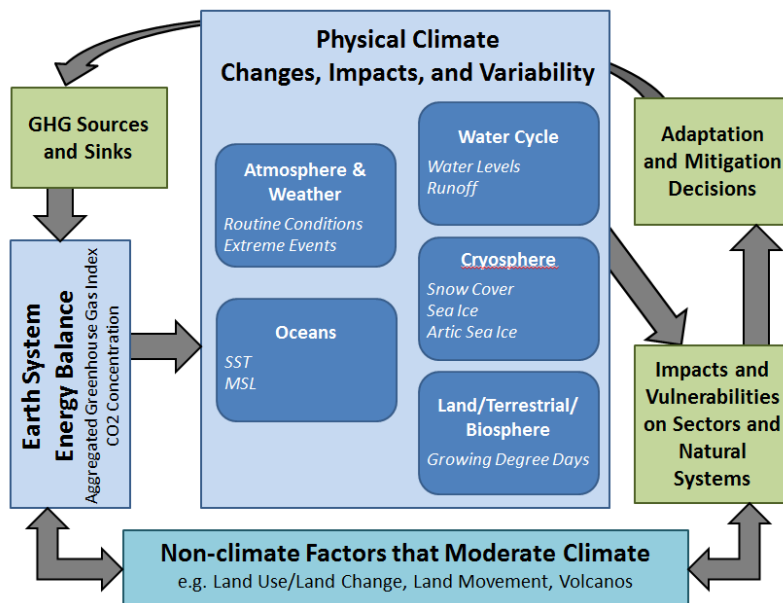 Physical Climate
Changes, Impacts, and Variability
GHG Sources
and Sinks
Earth System
Energy Balance
Aggregated Greenhouse Gas Index
CO2 Concentration
Atmosphere &
Weather
Routine Conditions
Extreme Events
Oceans
SST
MSL
Water Cycle
Water Levels
Runoff
Cryosphere
Snow Cover
Sea Ice
Artic Sea Ice
Land/Terrestrial/
Biosphere
Growing Degree Days
Adaptation
and Mitigation
Decisions
Impacts and
Vulnerabilities
on Sectors and
Natural
Systems
Non-climate Factors that Moderate Climate
e.g. Land Use/Land Change, Land Movement, Volcanos